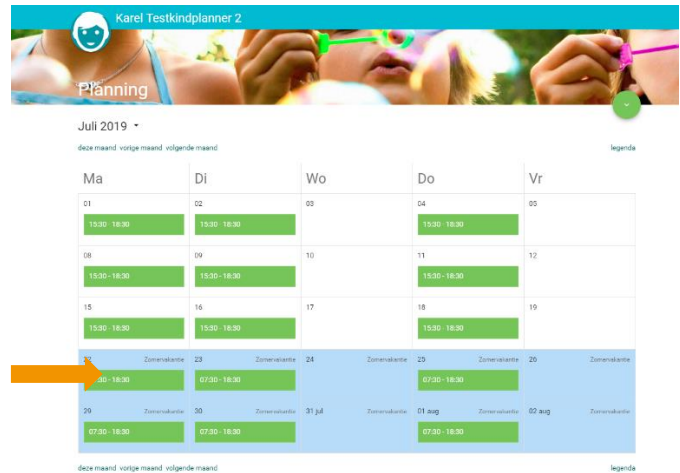 Karel Testkindplanner 2
Planning
Juli 2019
deze maand vorige maand volgende maand legenda
Ma Di Wo Do Vr
01 02 03 04 05
15:30 - 18:30 15:30 - 18:30 15:30 - 18:30
08 09 10 11 12
15:30 - 18:30 15:30 - 18:30 15:30 - 18:30
15 16 17 18 19
15:30 - 18:30 15:30 - 18:30 15:30 - 18:30
22 Zomervakantie 23 Zomervakantie 24 Zomervakantie 25 Zomervakantie 26 Zomervakantie
:30 - 18:30 07:30 - 18:30 07:30 - 18:30
29 Zomervakantie 30 Zomervakantie 31 jul Zomervakantie 01 aug Zomervakantie 02 aug Zomervakantie
07:30 - 18:30 07:30 - 18:30 07:30 - 18:30
deze maand vorige maand volgende maand legenda